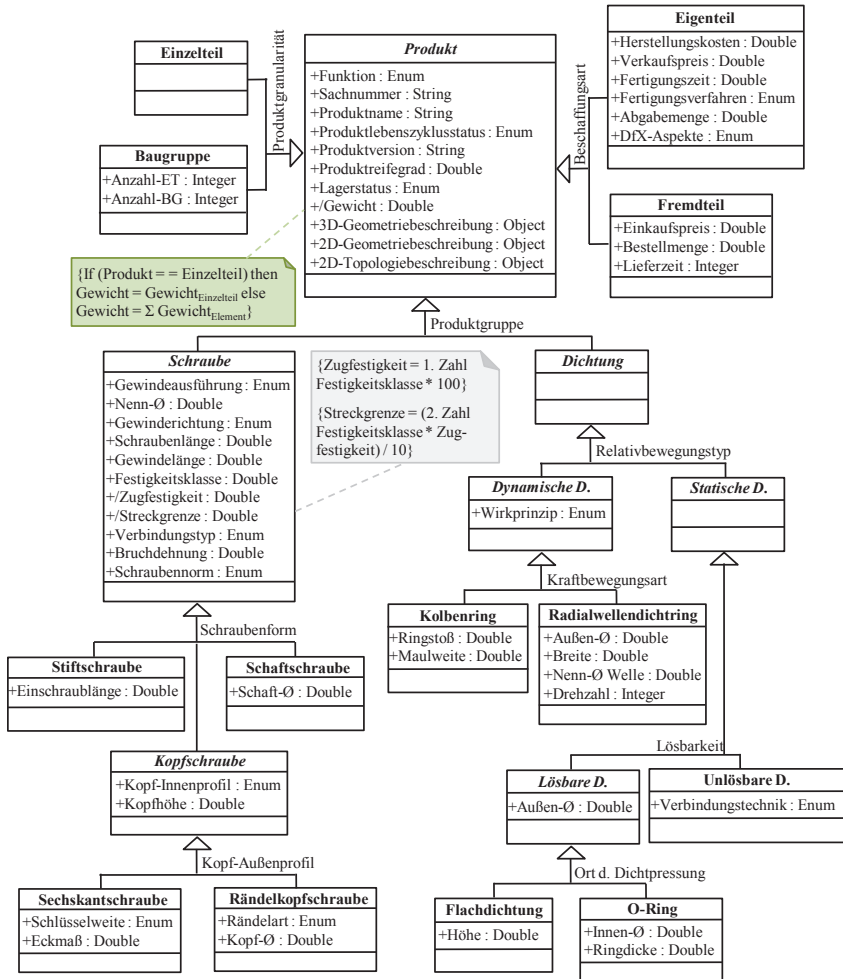 Einzelteil
Produktgranularität
Baugruppe
+Anzahl-ET : Integer
+Anzahl-BG : Integer
Produkt
+Funktion : Enum
+Sachnummer : String
+Produktname : String
+Produktlebenszyklusstatus : Enum
+Produktversion : String
+Produktreifegrad : Double
+Lagerstatus : Enum
+/Gewicht : Double
+3D-Geometriebeschreibung : Object
+2D-Geometriebeschreibung : Object
+2D-Topologiebeschreibung : Object
Beschaffungsart
Eigenteil
+Herstellungskosten : Double
+Verkaufspreis : Double
+Fertigungszeit : Double
+Fertigungsverfahren : Enum
+Abgabemenge : Double
+DfX-Aspekte : Enum
Fremdteil
+Einkaufspreis : Double
+Bestellmenge : Double
+Lieferzeit : Integer
{If (Produkt = = Einzelteil) then
Gewicht = Gewicht_Einzelteil else
Gewicht = Σ Gewicht_Element}
Produktgruppe
Schraube
+Gewindeausführung : Enum
+Nenn-Ø : Double
+Gewinderichtung : Enum
+Schraubenlänge : Double
+Gewindelänge : Double
+Festigkeitsklasse : Double
+/Zugfestigkeit : Double
+/Streckgrenze : Double
+Verbindungstyp : Enum
+Bruchdehnung : Double
+Schraubennorm : Enum
{Zugfestigkeit = 1. Zahl
Festigkeitsklasse * 100}
{Streckgrenze = (2. Zahl
Festigkeitsklasse * Zug-
festigkeit) / 10}
Dichtung
Relativbewegungstyp
Dynamische D.
+Wirkprinzip : Enum
Statische D.
Kraftbewegungsart
Kolbenring
+Ringstoß : Double
+Maulweite : Double
Radialwellendichtring
+Außen-Ø : Double
+Breite : Double
+Nenn-Ø Welle : Double
+Drehzahl : Integer
Schraubenform
Stiftschraube
+Einschraublänge : Double
Schaftschraube
+Schaft-Ø : Double
Kopfschraube
+Kopf-Innenprofil : Enum
+Kopfhöhe : Double
Lösbarkeit
Lösbare D.
+Außen-Ø : Double
Unlösbare D.
+Verbindungstechnik : Enum
Kopf-Außenprofil
Sechskantschraube
+Schlüsselweite : Enum
+Eckmaß : Double
Rändelkopfschraube
+Rändelart : Enum
+Kopf-Ø : Double
Ort d. Dichtpressung
Flachdichtung
+Höhe : Double
O-Ring
+Innen-Ø : Double
+Ringdicke : Double